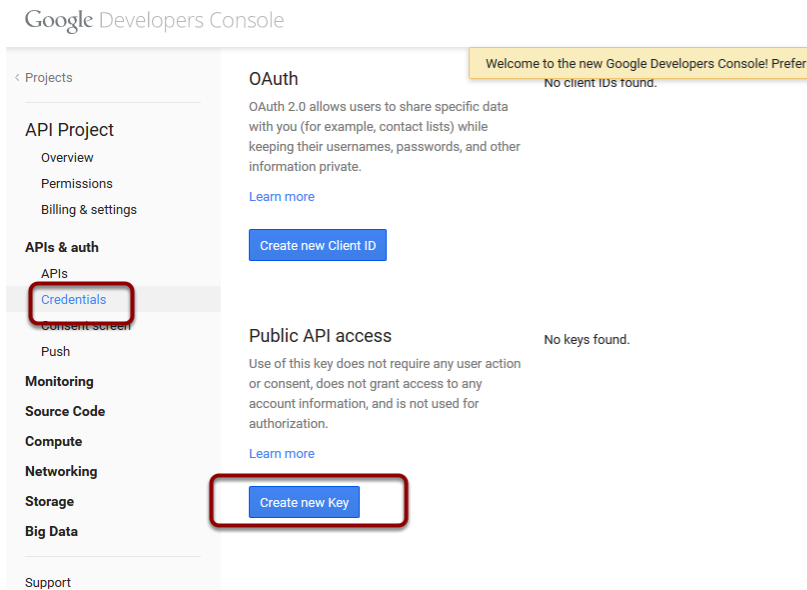 Google Developers Console
Welcome to the new Google Developers Console! Prefer
< Projects
API Project
Overview
Permissions
Billing & settings
APIs & auth
APIs
Credentials
Consent screen
Push
Monitoring
Source Code
Compute
Networking
Storage
Big Data
Support
OAuth
OAuth 2.0 allows users to share specific data
with you (for example, contact lists) while
keeping their usernames, passwords, and other
information private.
Learn more
Create new Client ID
No client IDs found.
Public API access
Use of this key does not require any user action
or consent, does not grant access to any
account information, and is not used for
authorization.
Learn more
Create new Key
No keys found.